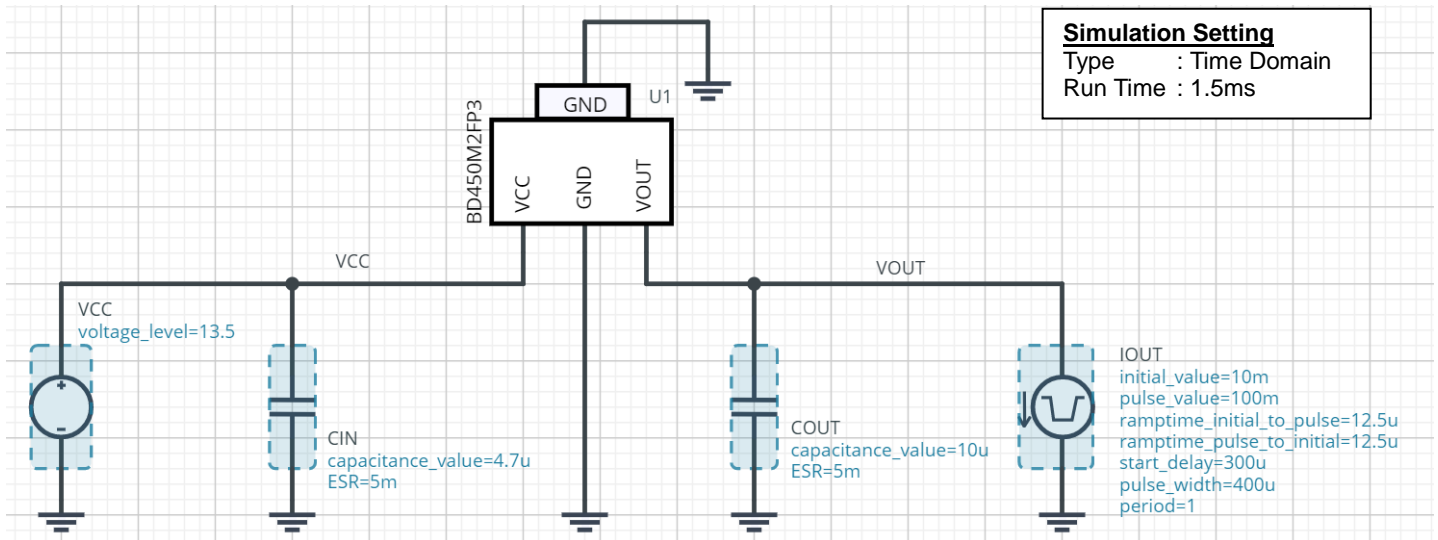 Simulation Setting
Type : Time Domain
Run Time : 1.5ms
GND
U1
BD450M2FP3
VCC
GND
VOUT
VCC
VOUT
VCC
voltage_level=13.5
CIN
capacitance_value=4.7u
ESR=5m
COUT
capacitance_value=10u
ESR=5m
IOUT
initial_value=10m
pulse_value=100m
ramptime_initial_to_pulse=12.5u
ramptime_pulse_to_initial=12.5u
start_delay=300u
pulse_width=400u
period=1